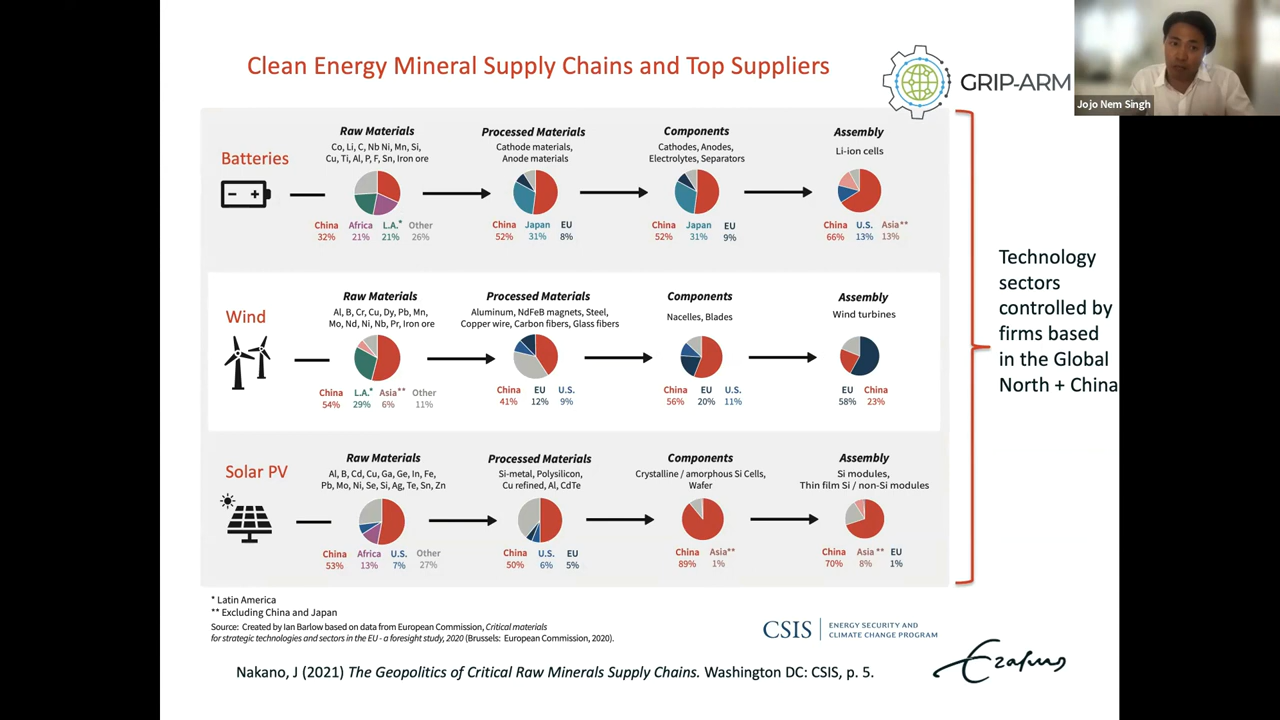 Clean Energy Mineral Supply Chains and Top Suppliers
GRIP-ARM
Jojo Nem Singh
Batteries
Raw Materials
Co, Li, C, Nb Ni, Mn, Si,
Cu, Ti, Al, P, F, Sn, Iron ore
China Africa L.A.* Other
32% 21% 21% 26%
Processed Materials
Cathode materials,
Anode materials
China Japan EU
52% 31% 8%
Components
Cathodes, Anodes,
Electrolytes, Separators
China Japan EU
52% 31% 9%
Assembly
Li-ion cells
China U.S. Asia**
66% 13% 13%
Wind
Raw Materials
Al, B, Cr, Cu, Dy, Pb, Mn,
Mo, Nd, Ni, Nb, Pr, Iron ore
China L.A.* Asia** Other
54% 29% 6% 11%
Processed Materials
Aluminum, NdFeB magnets, Steel,
Copper wire, Carbon fibers, Glass fibers
China EU U.S.
41% 12% 9%
Components
Nacelles, Blades
China EU U.S.
56% 20% 11%
Assembly
Wind turbines
EU China
58% 23%
Solar PV
Raw Materials
Al, B, Cd, Cu, Ga, Ge, In, Fe,
Pb, Mo, Ni, Se, Si, Ag, Te, Sn, Zn
China Africa U.S. Other
53% 13% 7% 27%
Processed Materials
Si-metal, Polysilicon,
Cu refined, Al, CdTe
China U.S. EU
50% 6% 5%
Components
Crystalline / amorphous Si Cells,
Wafer
China Asia**
89% 1%
Assembly
Si modules,
Thin film Si / non-Si modules
China Asia ** EU
70% 8% 1%
Technology
sectors
controlled by
firms based
in the Global
North + China
* Latin America
** Excluding China and Japan
Source: Created by Ian Barlow based on data from European Commission, Critical materials
for strategic technologies and sectors in the EU - a foresight study, 2020 (Brussels: European Commission, 2020).
CSIS
ENERGY SECURITY AND
CLIMATE CHANGE PROGRAM
Nakano, J (2021) The Geopolitics of Critical Raw Minerals Supply Chains. Washington DC: CSIS, p. 5.
Erasmus